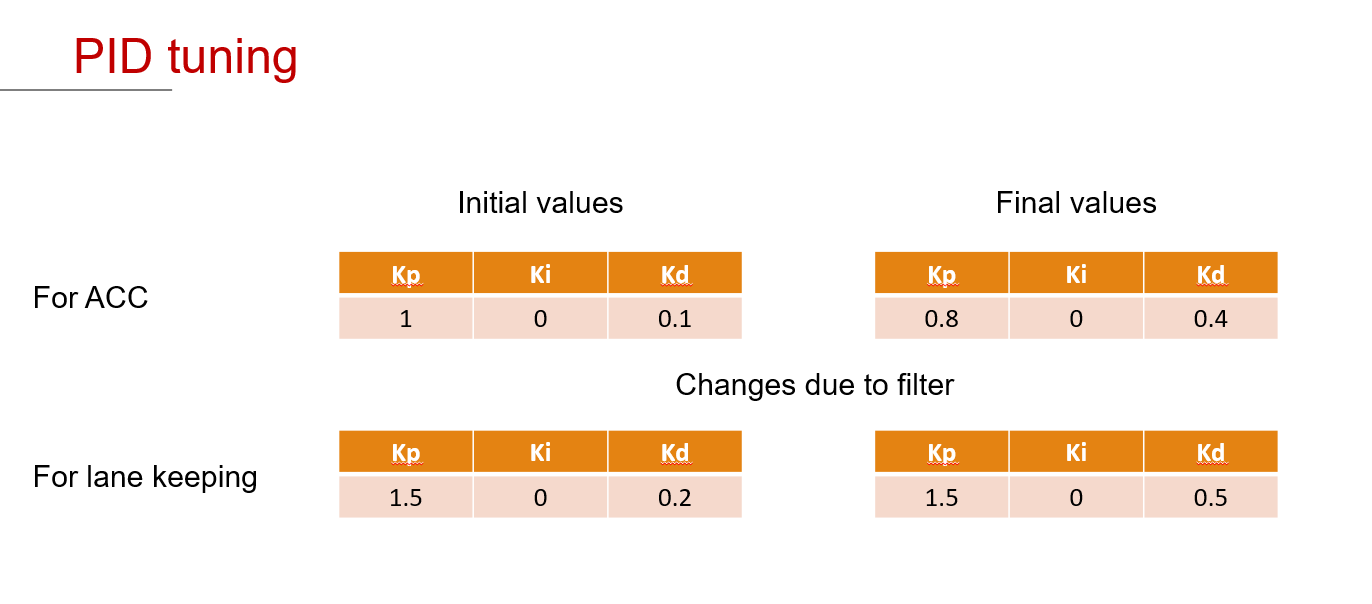 PID tuning
Initial values
Final values
For ACC
Kp Ki Kd
1 0 0.1
Kp Ki Kd
0.8 0 0.4
Changes due to filter
For lane keeping
Kp Ki Kd
1.5 0 0.2
Kp Ki Kd
1.5 0 0.5